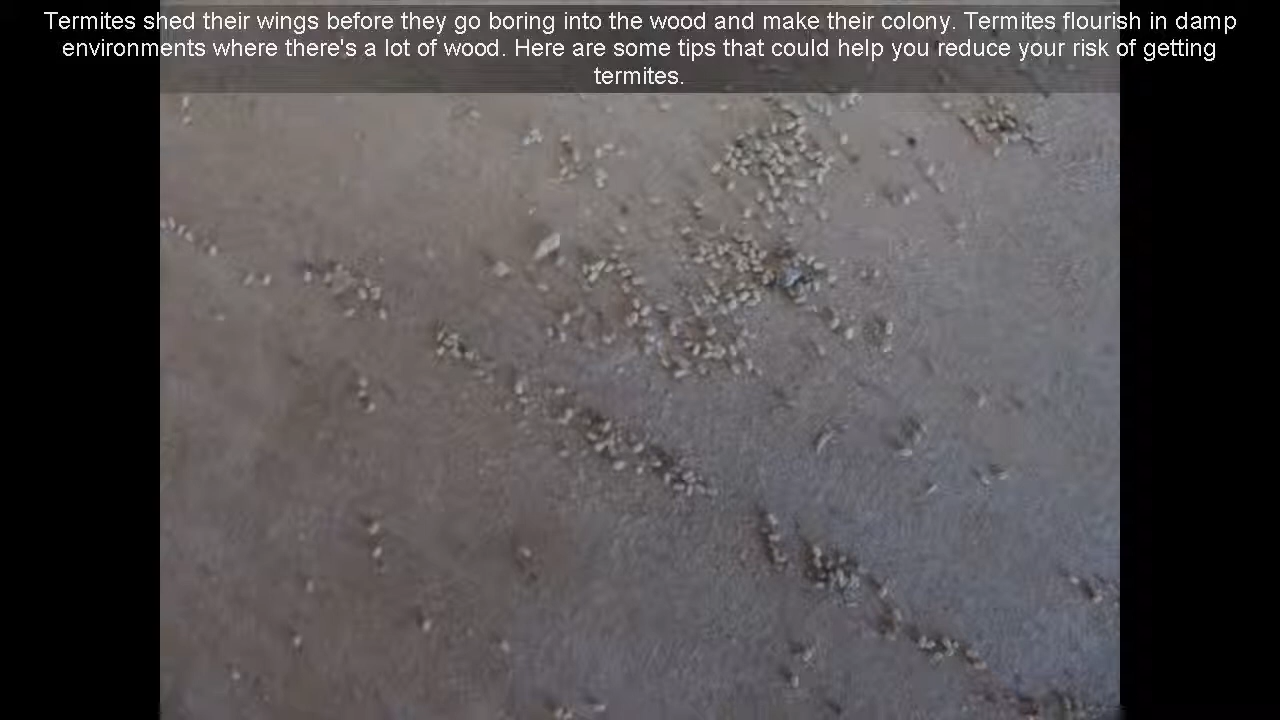 Termites shed their wings before they go boring into the wood and make their colony. Termites flourish in damp
environments where there's a lot of wood. Here are some tips that could help you reduce your risk of getting
termites.